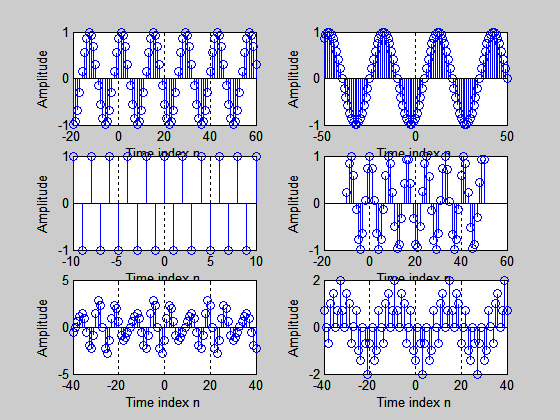 1
0
-1
Amplitude
-20 0 20 40 60
Time index n
1
0
-1
Amplitude
-50 0 50
Time index n
1
0
-1
Amplitude
-10 -5 0 5 10
Time index n
1
0
-1
Amplitude
-20 0 20 40 60
Time index n
5
0
-5
Amplitude
-40 -20 0 20 40
Time index n
2
0
-2
Amplitude
-40 -20 0 20 40
Time index n